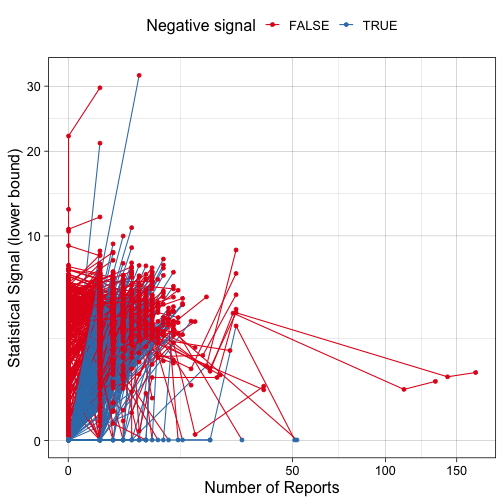 Negative signal FALSE TRUE
Statistical Signal (lower bound)
30
20
10
0
0 50 100 150
Number of Reports